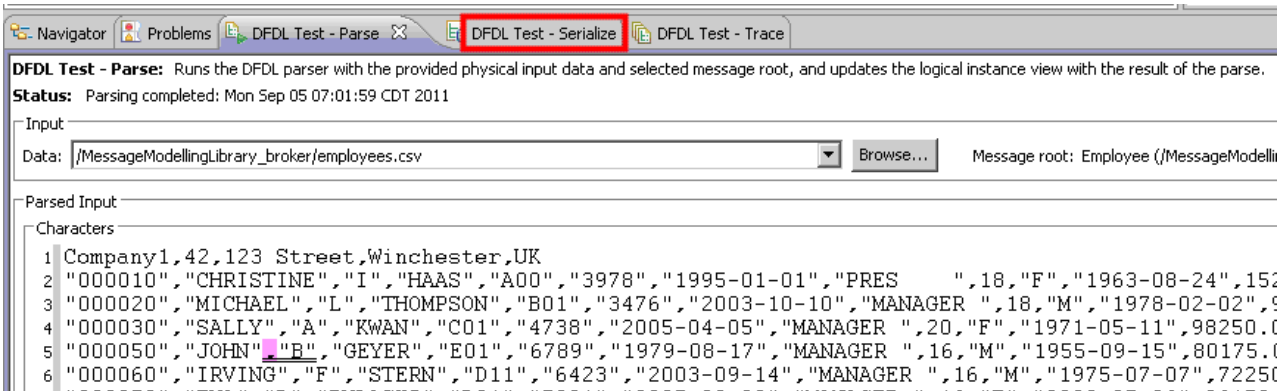 Navigator Problems DFDL Test - Parse DFDL Test - Serialize DFDL Test - Trace
DFDL Test - Parse: Runs the DFDL parser with the provided physical input data and selected message root, and updates the logical instance view with the result of the parse.
Status: Parsing completed: Mon Sep 05 07:01:59 CDT 2011
Input
Data: /MessageModellingLibrary_broker/employees.csv Browse... Message root: Employee (/MessageModelli
Parsed Input
Characters
1 Company1,42,123 Street,Winchester,UK
2 "000010","CHRISTINE","I","HAAS","A00","3978","1995-01-01","PRES    ",18,"F","1963-08-24",152
3 "000020","MICHAEL","L","THOMPSON","B01","3476","2003-10-10","MANAGER ",18,"M","1978-02-02",9
4 "000030","SALLY","A","KWAN","C01","4738","2005-04-05","MANAGER ",20,"F","1971-05-11",98250.0
5 "000050","JOHN","B","GEYER","E01","6789","1979-08-17","MANAGER ",16,"M","1955-09-15",80175.0
6 "000060","IRVING","F","STERN","D11","6423","2003-09-14","MANAGER ",16,"M","1975-07-07",72250